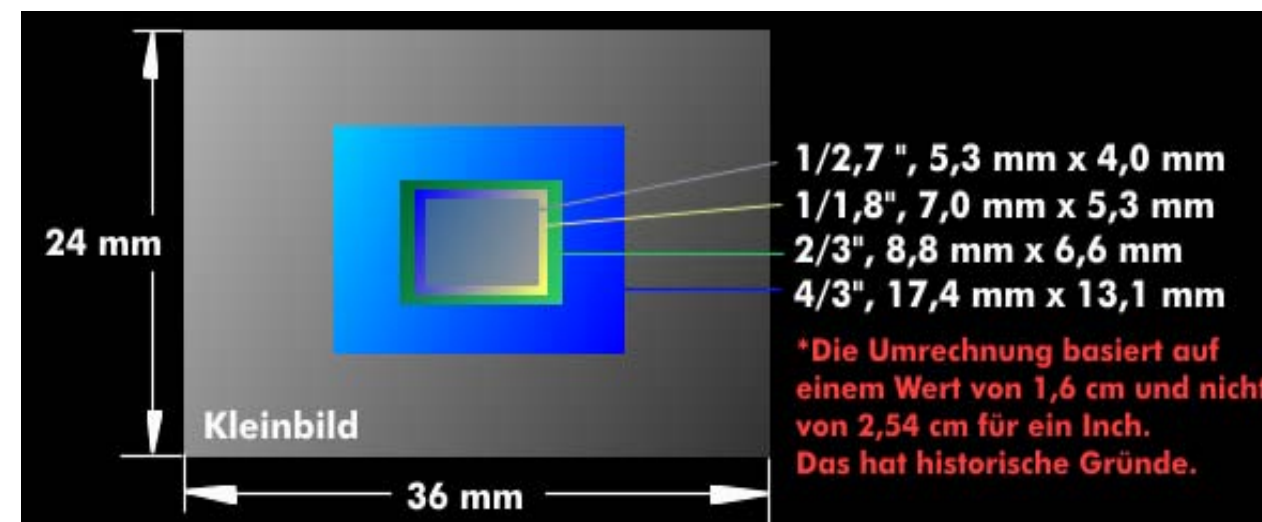 1/2,7 ", 5,3 mm x 4,0 mm
1/1,8", 7,0 mm x 5,3 mm
2/3", 8,8 mm x 6,6 mm
4/3", 17,4 mm x 13,1 mm
24 mm
*Die Umrechnung basiert auf
einem Wert von 1,6 cm und nicht
von 2,54 cm für ein Inch.
Das hat historische Gründe.
Kleinbild
36 mm